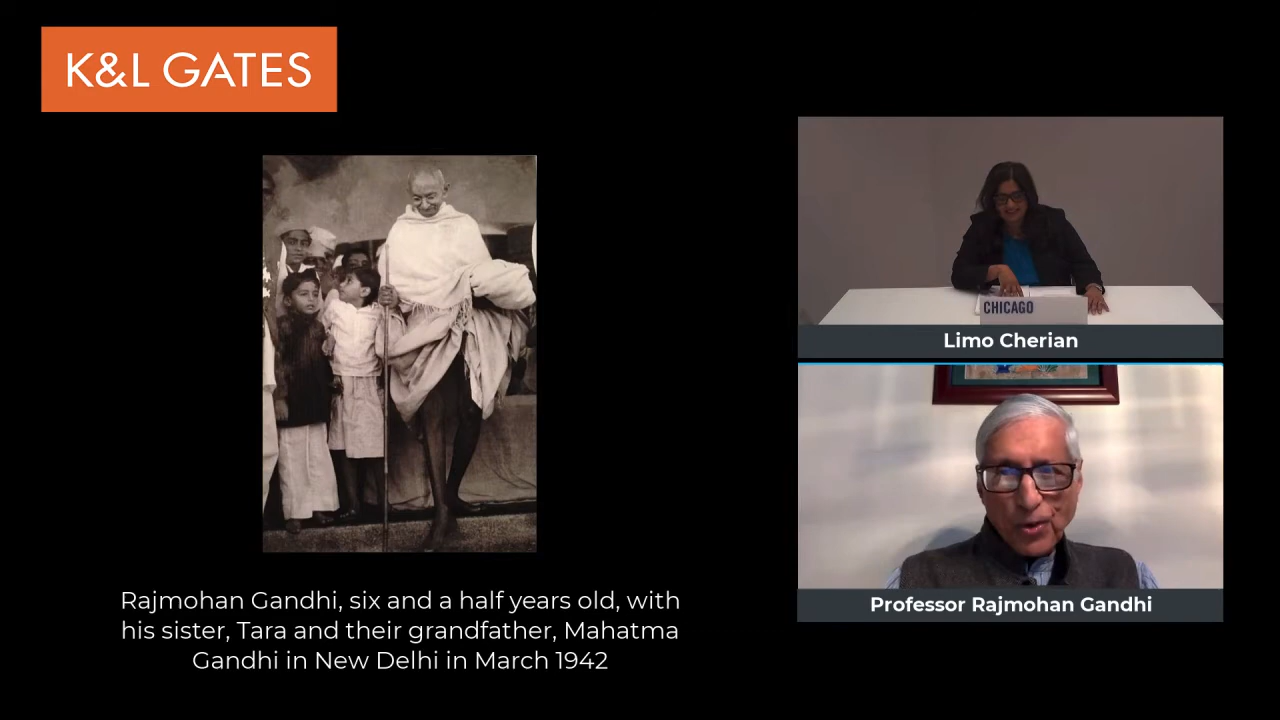 K&L GATES
CHICAGO
Limo Cherian
Professor Rajmohan Gandhi
Rajmohan Gandhi, six and a half years old, with
his sister, Tara and their grandfather, Mahatma
Gandhi in New Delhi in March 1942